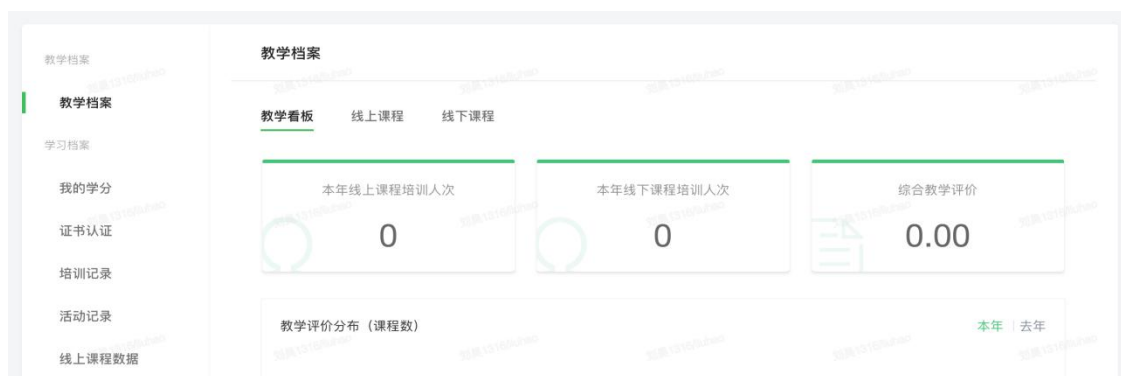 教学档案
教学档案
学习档案
我的学分
证书认证
培训记录
活动记录
线上课程数据
教学档案
教学看板 线上课程 线下课程
本年线上课程培训人次
0
本年线下课程培训人次
0
综合教学评价
0.00
教学评价分布（课程数） 本年 | 去年